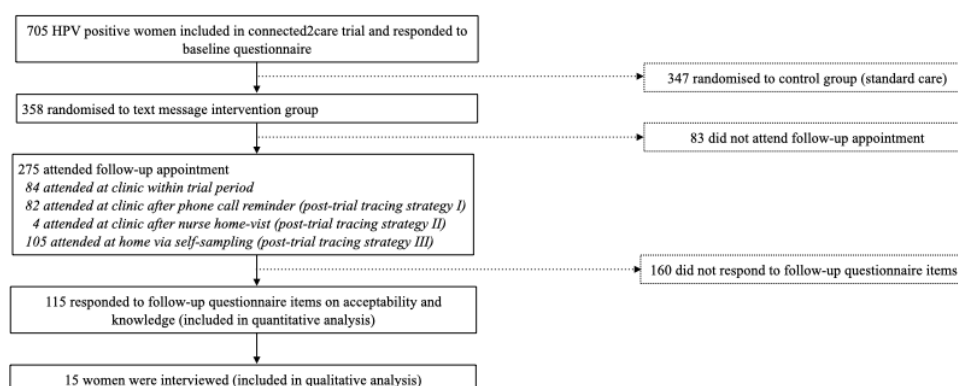 705 HPV positive women included in connected2care trial and responded to
baseline questionnaire
347 randomised to control group (standard care)
358 randomised to text message intervention group
83 did not attend follow-up appointment
275 attended follow-up appointment
84 attended at clinic within trial period
82 attended at clinic after phone call reminder (post-trial tracing strategy I)
4 attended at clinic after nurse home-vist (post-trial tracing strategy II)
105 attended at home via self-sampling (post-trial tracing strategy III)
160 did not respond to follow-up questionnaire items
115 responded to follow-up questionnaire items on acceptability and
knowledge (included in quantitative analysis)
15 women were interviewed (included in qualitative analysis)